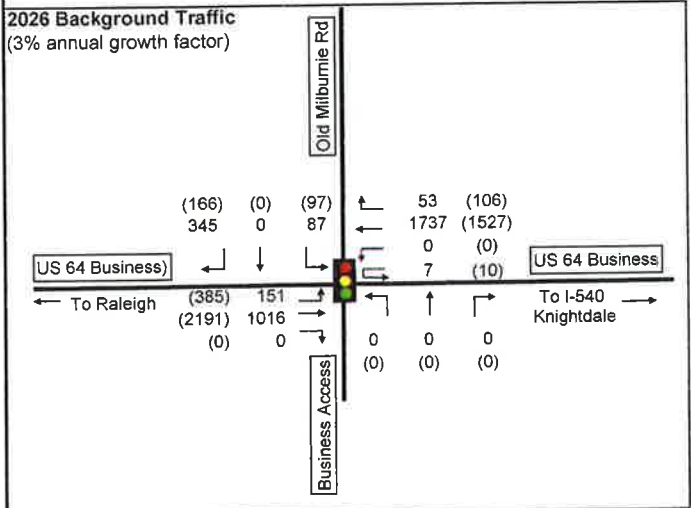 2026 Background Traffic
(3% annual growth factor)
Old Milburnie Rd
(166) (0) (97)
345 0 87
53 (106)
1737 (1527)
0 (0)
7 (10)
US 64 Business)
US 64 Business
To Raleigh
(385) 151
(2191) 1016
(0) 0
To I-540
Knightdale
0 0 0
(0) (0) (0)
Business Access